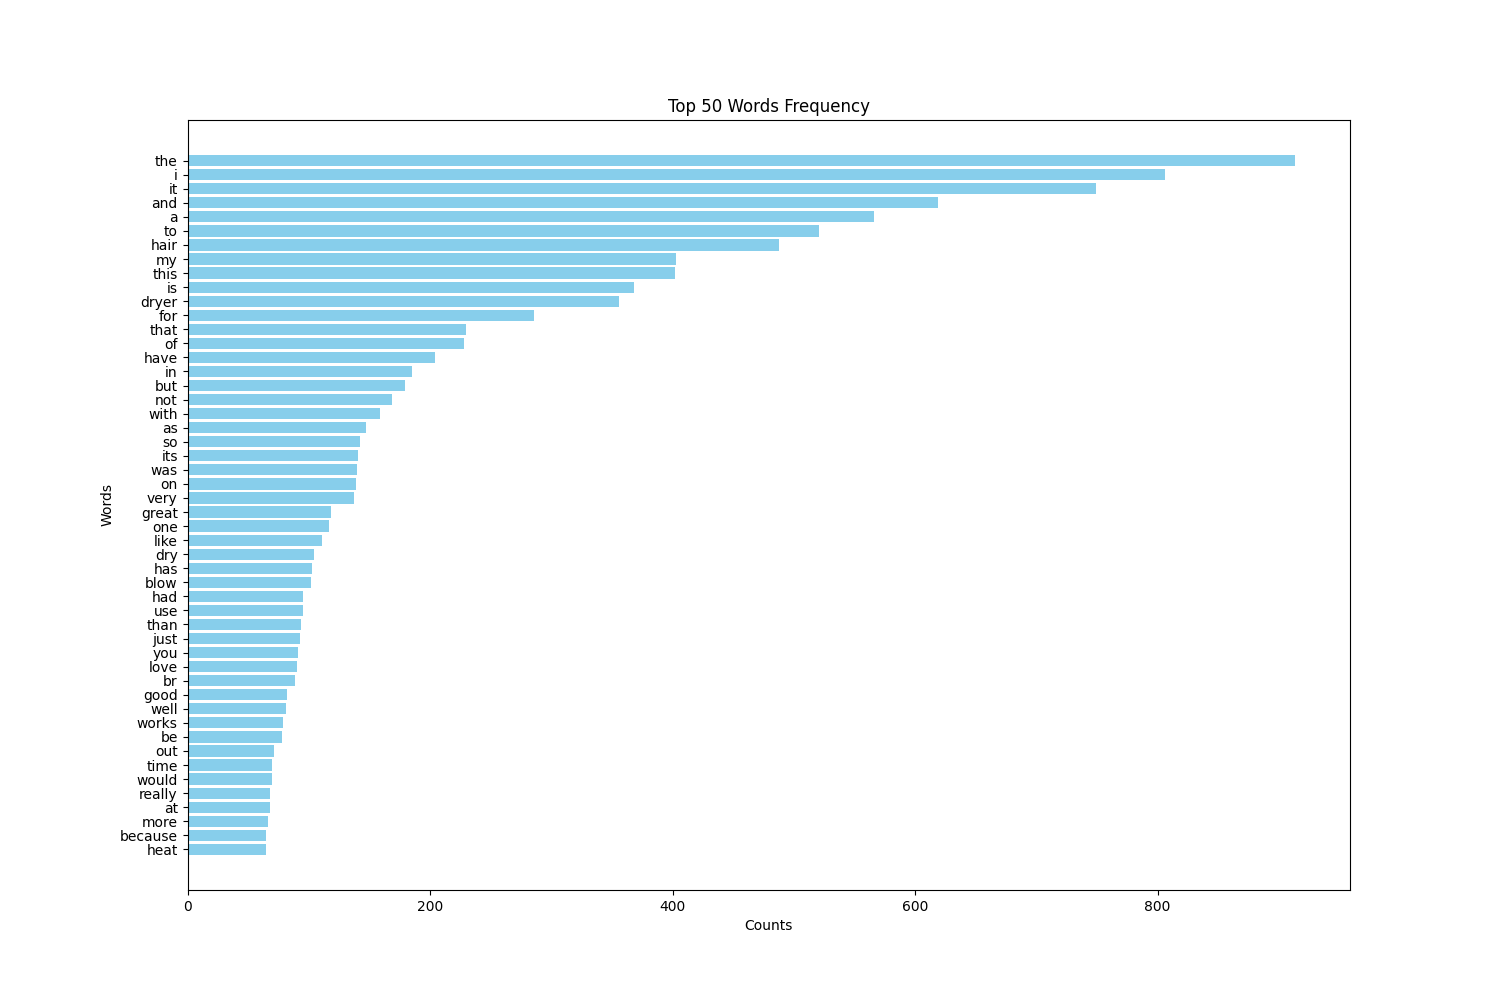 Top 50 Words Frequency
the
i
it
and
a
to
hair
my
this
is
dryer
for
that
of
have
in
but
not
with
as
so
its
was
on
very
great
one
like
dry
has
blow
had
use
than
just
you
love
br
good
well
works
be
out
time
would
really
at
more
because
heat
Words
0 200 400 600 800
Counts